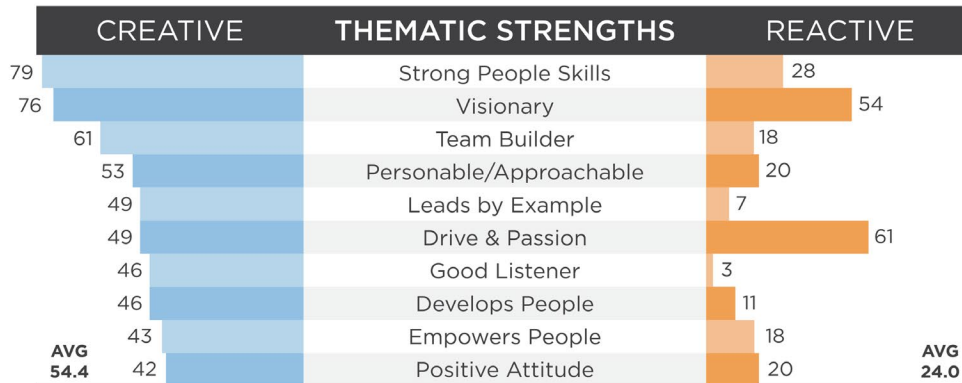 CREATIVE THEMATIC STRENGTHS REACTIVE
79 Strong People Skills 28
76 Visionary 54
61 Team Builder 18
53 Personable/Approachable 20
49 Leads by Example 7
49 Drive & Passion 61
46 Good Listener 3
46 Develops People 11
43 Empowers People 18
AVG AVG
54.4 42 Positive Attitude 20 24.0